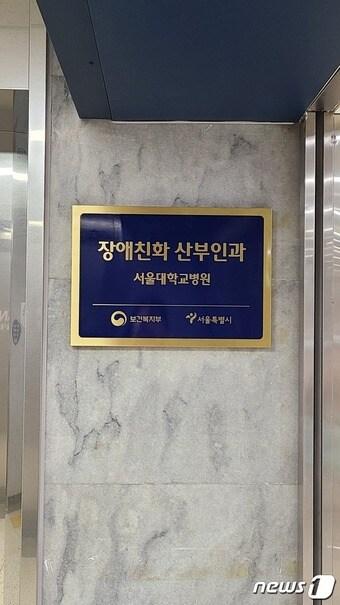 장애친화 산부인과
서울대학교병원
보건복지부 서울특별시
news1